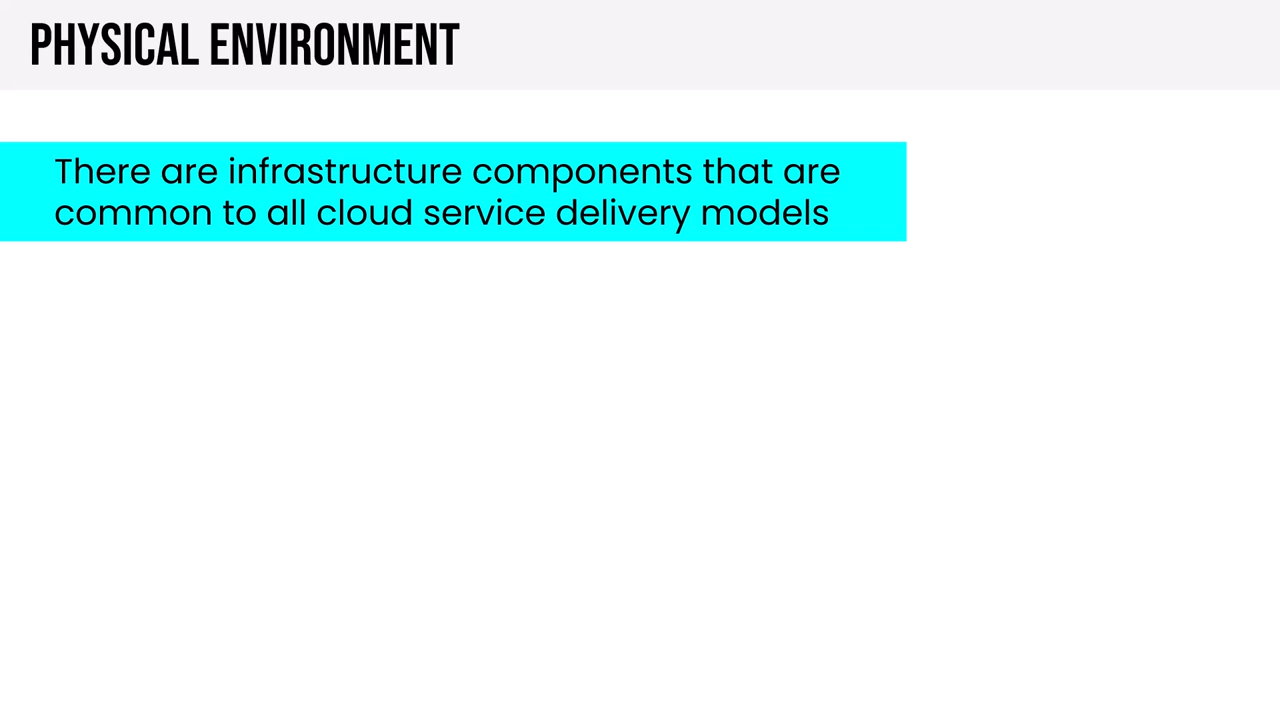 PHYSICAL ENVIRONMENT
There are infrastructure components that are
common to all cloud service delivery models